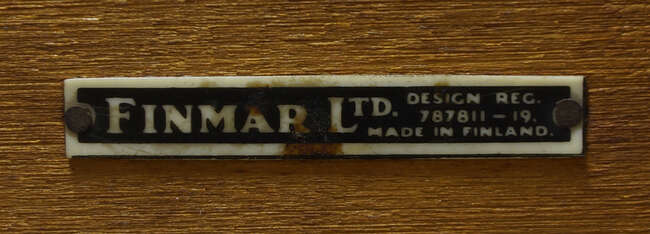 FINMAR LTD.
DESIGN REG.
787811-19.
MADE IN FINLAND.